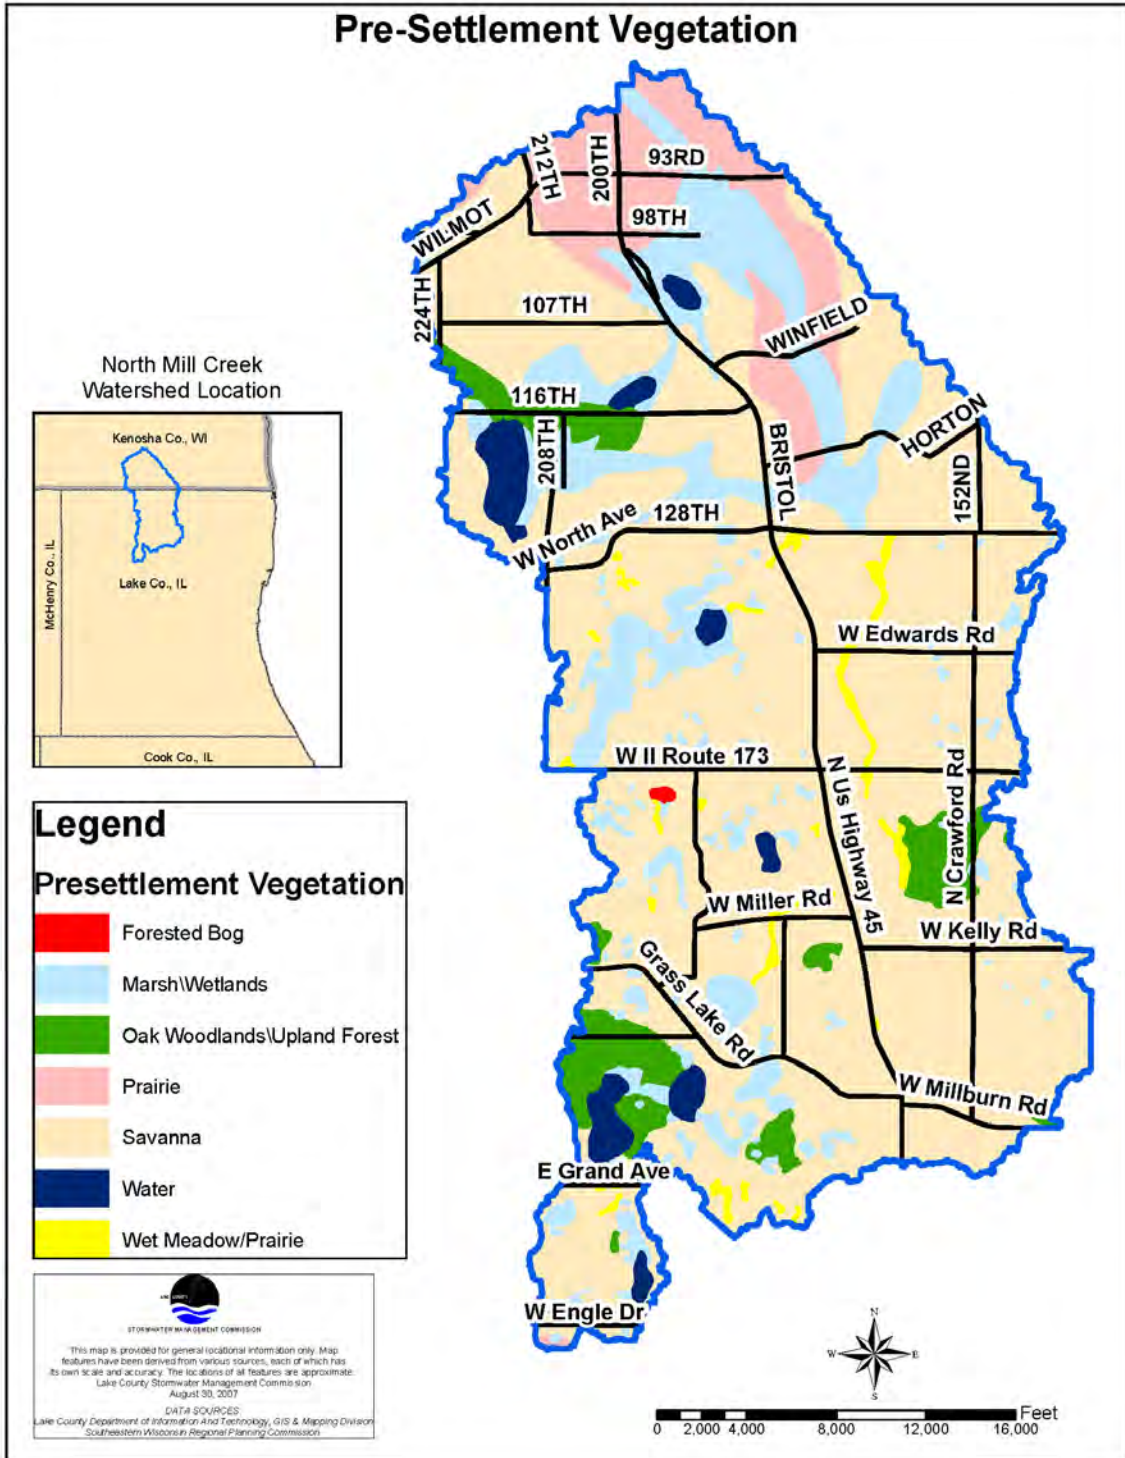 Pre-Settlement Vegetation
212TH
200TH
93RD
98TH
WILMOT
224TH
107TH
WINFIELD
116TH
208TH
BRISTOL
HORTON
152ND
W North Ave
128TH
W Edwards Rd
W Il Route 173
N Us Highway 45
N Crawford Rd
W Miller Rd
W Kelly Rd
Grass Lake Rd
W Millburn Rd
E Grand Ave
W Engle Dr
North Mill Creek
Watershed Location
Kenosha Co., WI
McHenry Co., IL
Lake Co., IL
Cook Co., IL
Legend
Presettlement Vegetation
Forested Bog
Marsh\Wetlands
Oak Woodlands\Upland Forest
Prairie
Savanna
Water
Wet Meadow/Prairie
STORMWATER MANAGEMENT COMMISSION
This map is provided for general locational information only. Map
features have been derived from various sources, each of which has
its own scale and accuracy. The locations of all features are approximate.
Lake County Stormwater Management Commission
August 30, 2007
DATA SOURCES
Lake County Department of Information And Technology, GIS & Mapping Division
Southeastern Wisconsin Regional Planning Commission
N
W E
S
Feet
0 2,000 4,000 8,000 12,000 16,000